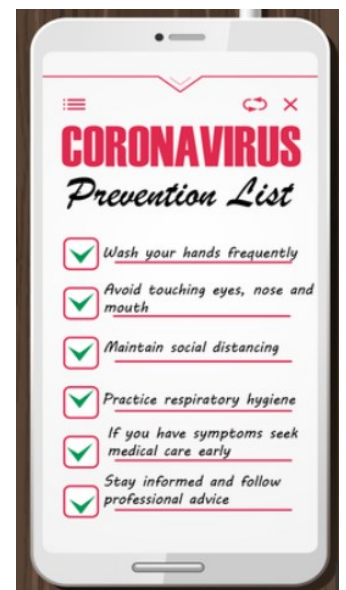 CORONAVIRUS
Prevention List
Wash your hands frequently
Avoid touching eyes, nose and
mouth
Maintain social distancing
Practice respiratory hygiene
If you have symptoms seek
medical care early
Stay informed and follow
professional advice